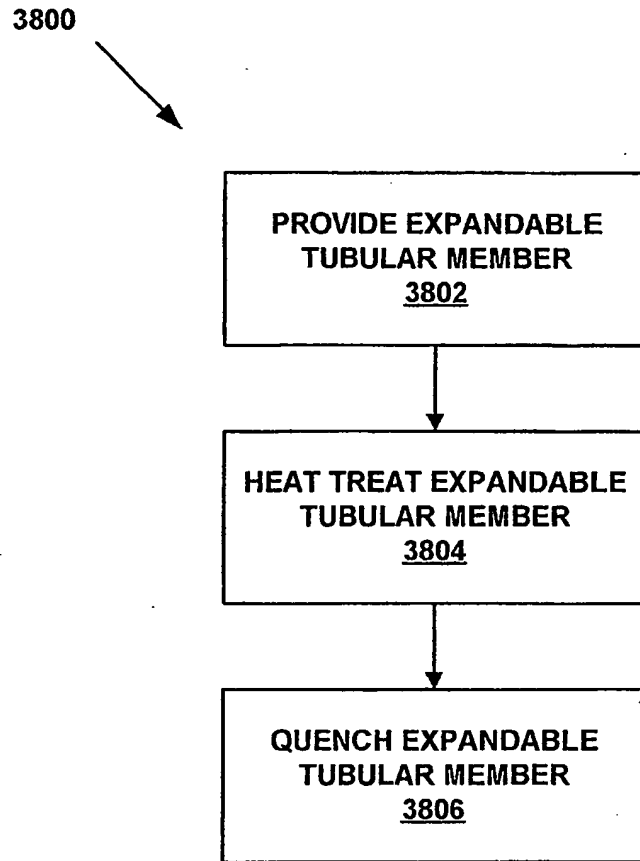 3800
PROVIDE EXPANDABLE
TUBULAR MEMBER
3802
HEAT TREAT EXPANDABLE
TUBULAR MEMBER
3804
QUENCH EXPANDABLE
TUBULAR MEMBER
3806